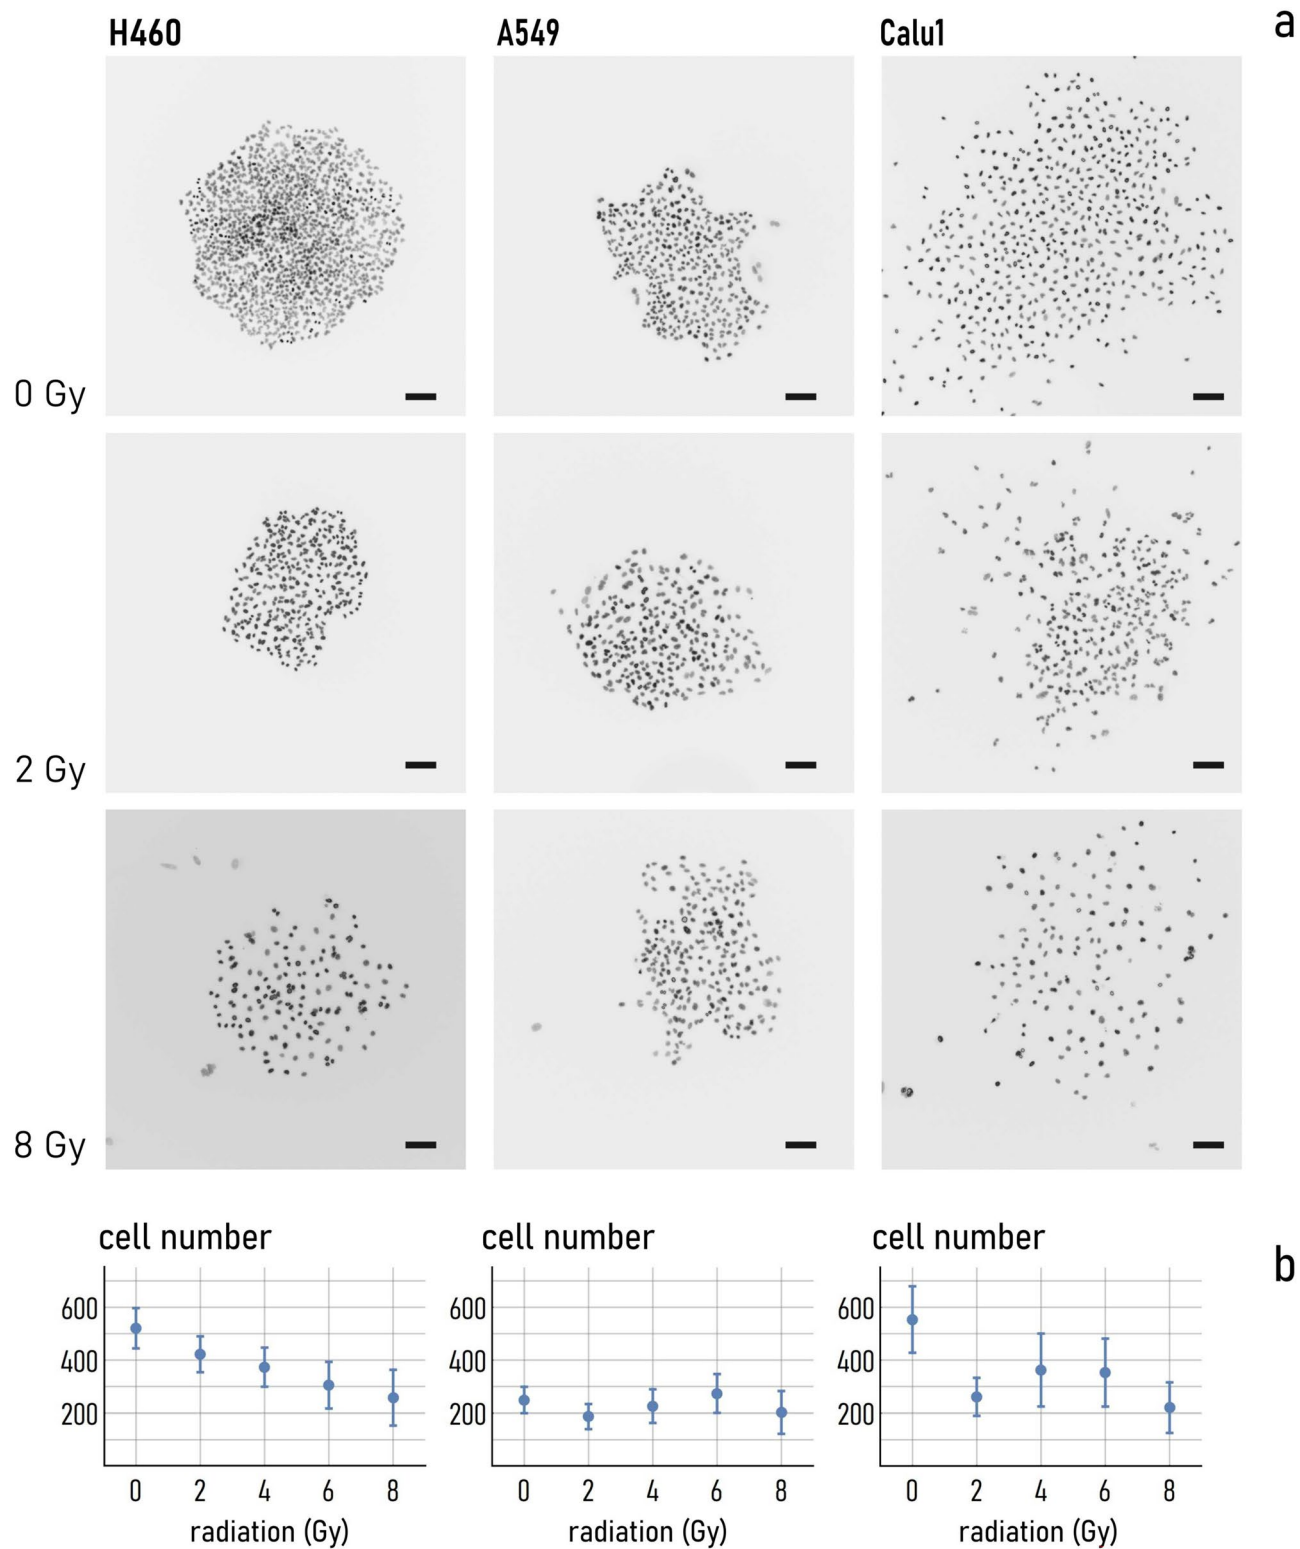 H460 A549 Calu1 a
0 Gy
2 Gy
8 Gy
cell number cell number cell number b
600 600 600
400 400 400
200 200 200
0 2 4 6 8 0 2 4 6 8 0 2 4 6 8
radiation (Gy) radiation (Gy) radiation (Gy)